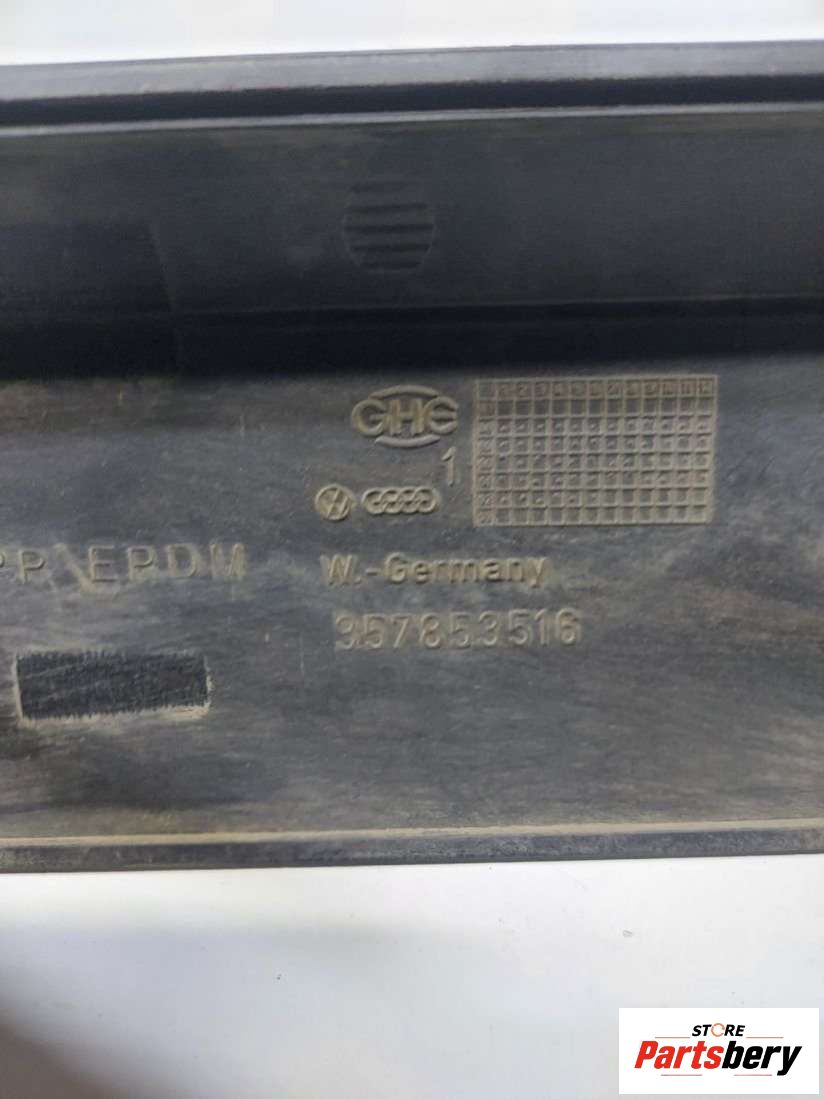 GHE
1
PP\EPDM
W.-Germany
357853516
STORE
Partsbery